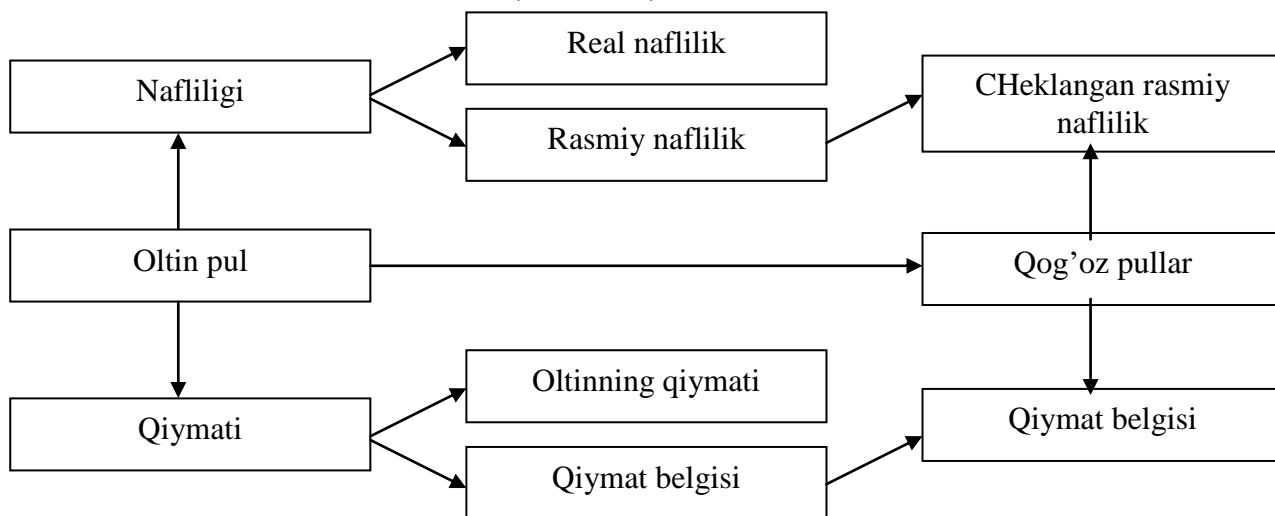 Real naflilik
Nafliligi
CHeklangan rasmiy
naflilik
Rasmiy naflilik
Oltin pul
Qog’oz pullar
Oltinning qiymati
Qiymati
Qiymat belgisi
Qiymat belgisi